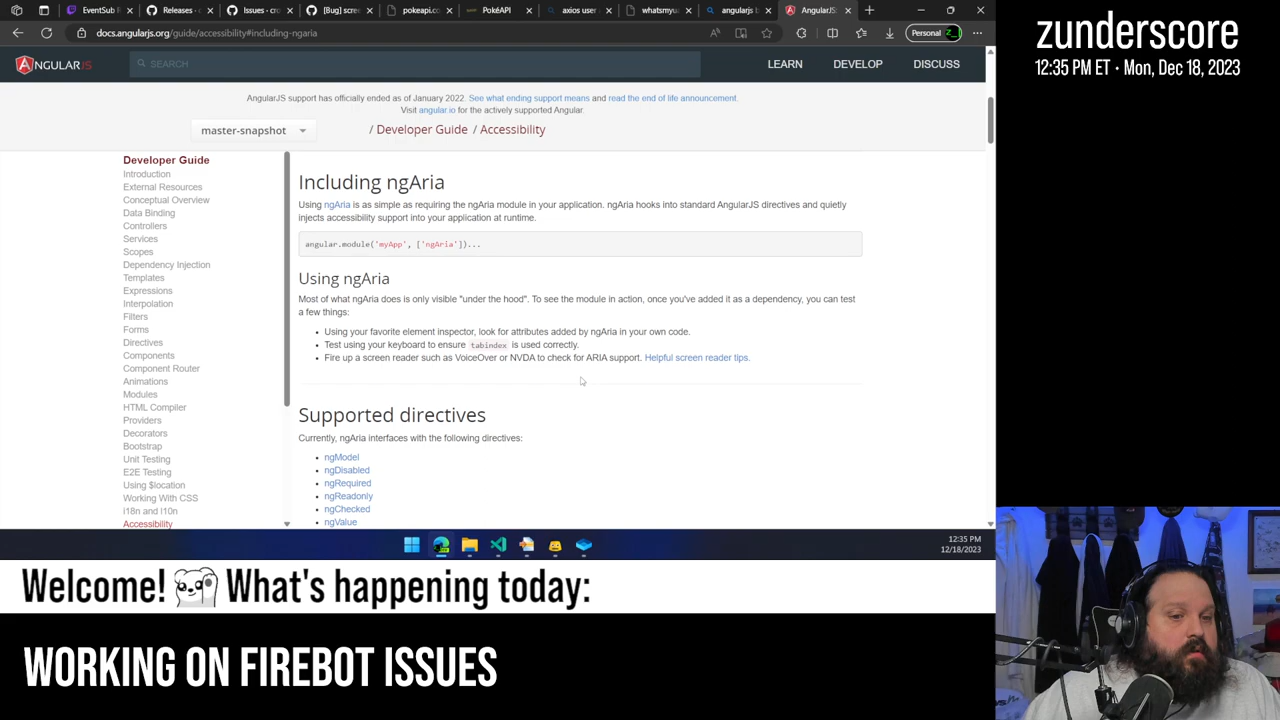 EventSub R
Releases ·
Issues · cro
[Bug] scre
pokeapi.co
PokéAPI
axios user a
whatsmyu
angularjs b
AngularJS:
docs.angularjs.org/guide/accessibility#including-ngaria
Personal
ANGULARJS
SEARCH
LEARN
DEVELOP
DISCUSS
AngularJS support has officially ended as of January 2022. See what ending support means and read the end of life announcement.
Visit angular.io for the actively supported Angular.
master-snapshot
/ Developer Guide / Accessibility
Developer Guide
Introduction
External Resources
Conceptual Overview
Data Binding
Controllers
Services
Scopes
Dependency Injection
Templates
Expressions
Interpolation
Filters
Forms
Directives
Components
Component Router
Animations
Modules
HTML Compiler
Providers
Decorators
Bootstrap
Unit Testing
E2E Testing
Using $location
Working With CSS
i18n and l10n
Accessibility
Including ngAria
Using ngAria is as simple as requiring the ngAria module in your application. ngAria hooks into standard AngularJS directives and quietly
injects accessibility support into your application at runtime.
angular.module('myApp', ['ngAria'])...
Using ngAria
Most of what ngAria does is only visible "under the hood". To see the module in action, once you've added it as a dependency, you can test
a few things:
Using your favorite element inspector, look for attributes added by ngAria in your own code.
Test using your keyboard to ensure tabindex is used correctly.
Fire up a screen reader such as VoiceOver or NVDA to check for ARIA support. Helpful screen reader tips.
Supported directives
Currently, ngAria interfaces with the following directives:
ngModel
ngDisabled
ngRequired
ngReadonly
ngChecked
ngValue
12:35 PM
12/18/2023
zunderscore
12:35 PM ET • Mon, Dec 18, 2023
Welcome! What's happening today:
WORKING ON FIREBOT ISSUES